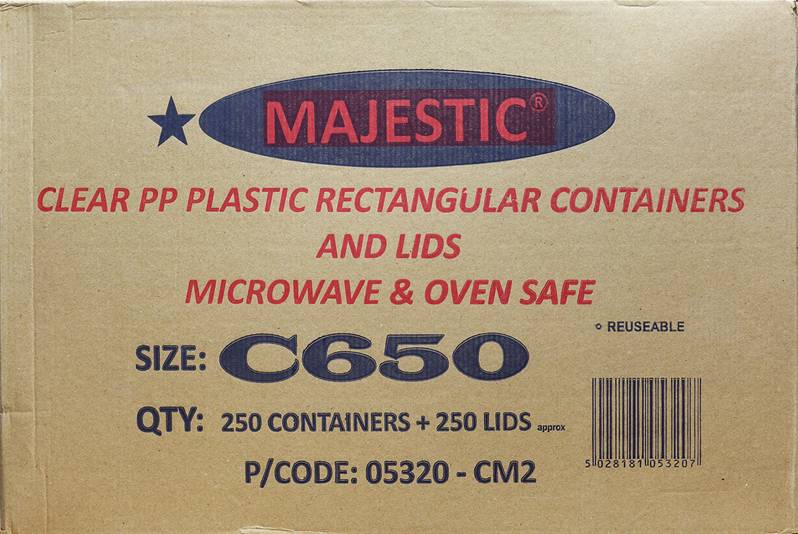 MAJESTIC®
CLEAR PP PLASTIC RECTANGULAR CONTAINERS
AND LIDS
MICROWAVE & OVEN SAFE
REUSEABLE
SIZE: C650
QTY: 250 CONTAINERS + 250 LIDS approx
P/CODE: 05320 - CM2
5 028181 053207